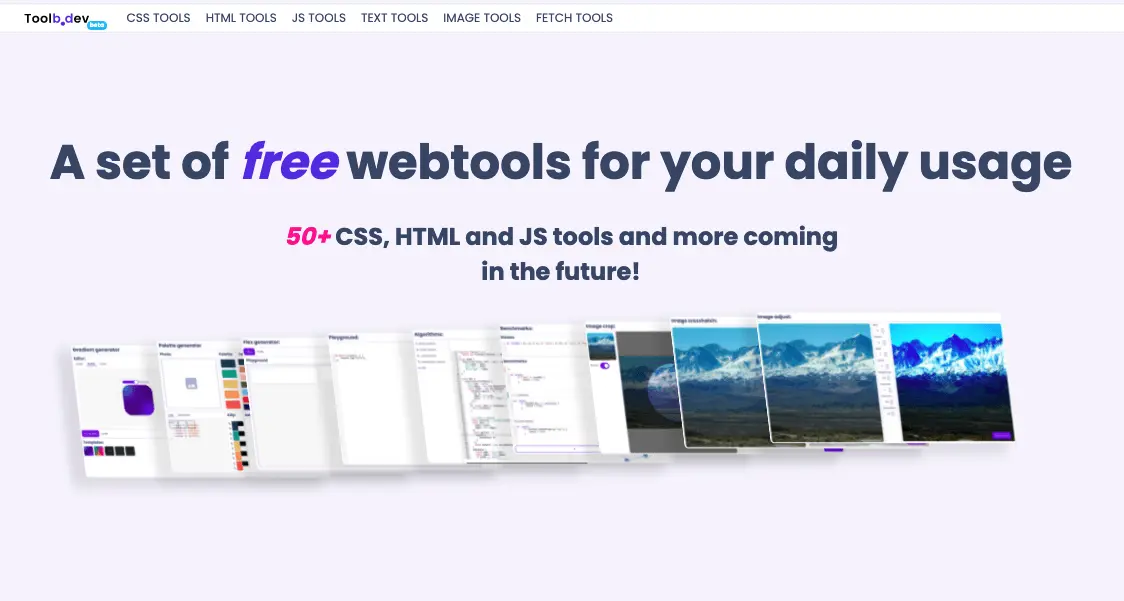 Toolb.dev
beta
CSS TOOLS
HTML TOOLS
JS TOOLS
TEXT TOOLS
IMAGE TOOLS
FETCH TOOLS
A set of free webtools for your daily usage
50+ CSS, HTML and JS tools and more coming
in the future!
Gradient generator
Palette generator
Flex generator
Playground
Algorithms
Benchmarks
Image crop
Image crosshatch
Image adjust